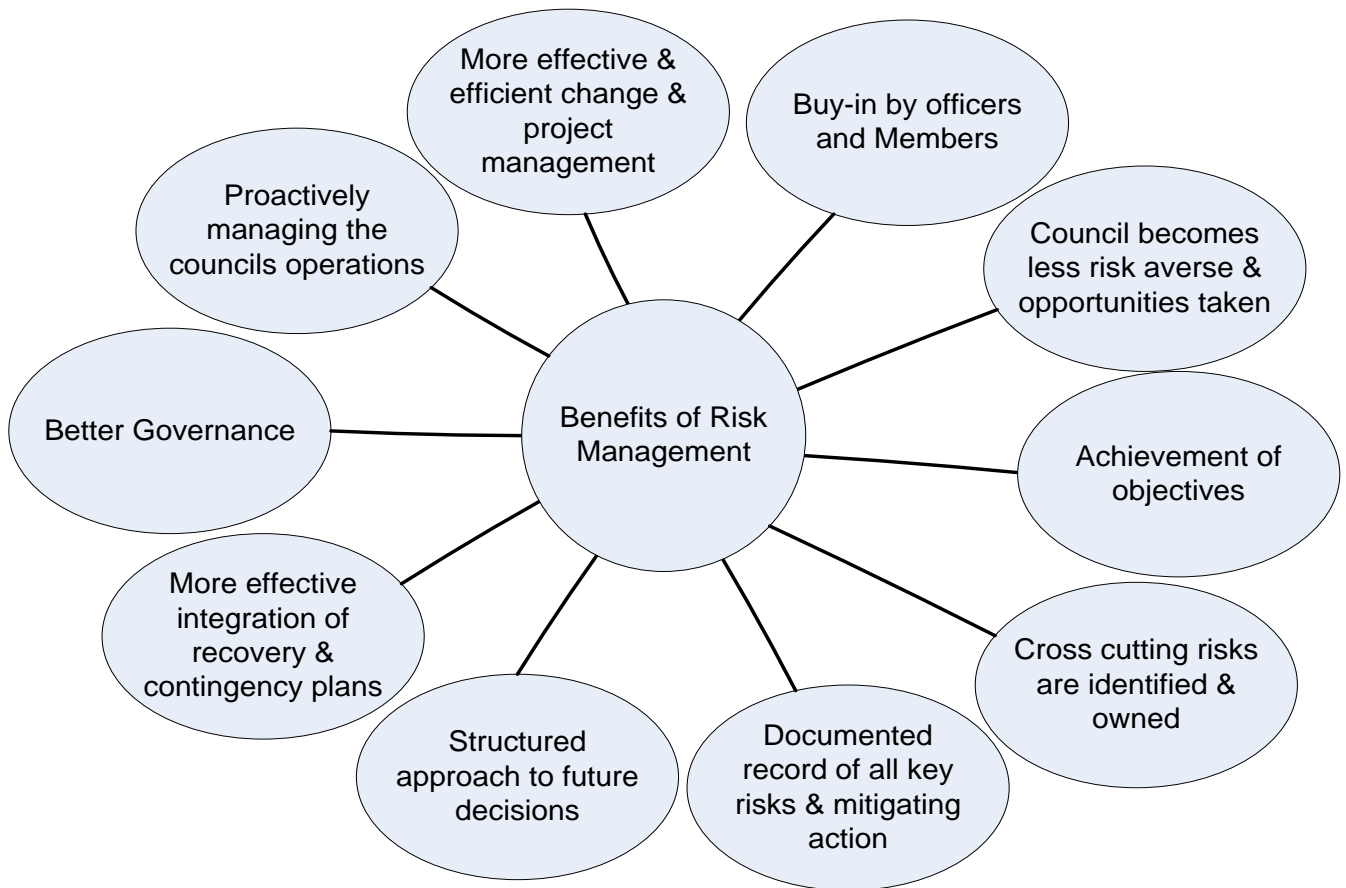 More effective &
efficient change &
project
management
Buy-in by officers
and Members
Proactively
managing the
councils operations
Council becomes
less risk averse &
opportunities taken
Benefits of Risk
Management
Better Governance
Achievement of
objectives
More effective
integration of
recovery &
contingency plans
Cross cutting risks
are identified &
owned
Structured
approach to future
decisions
Documented
record of all key
risks & mitigating
action